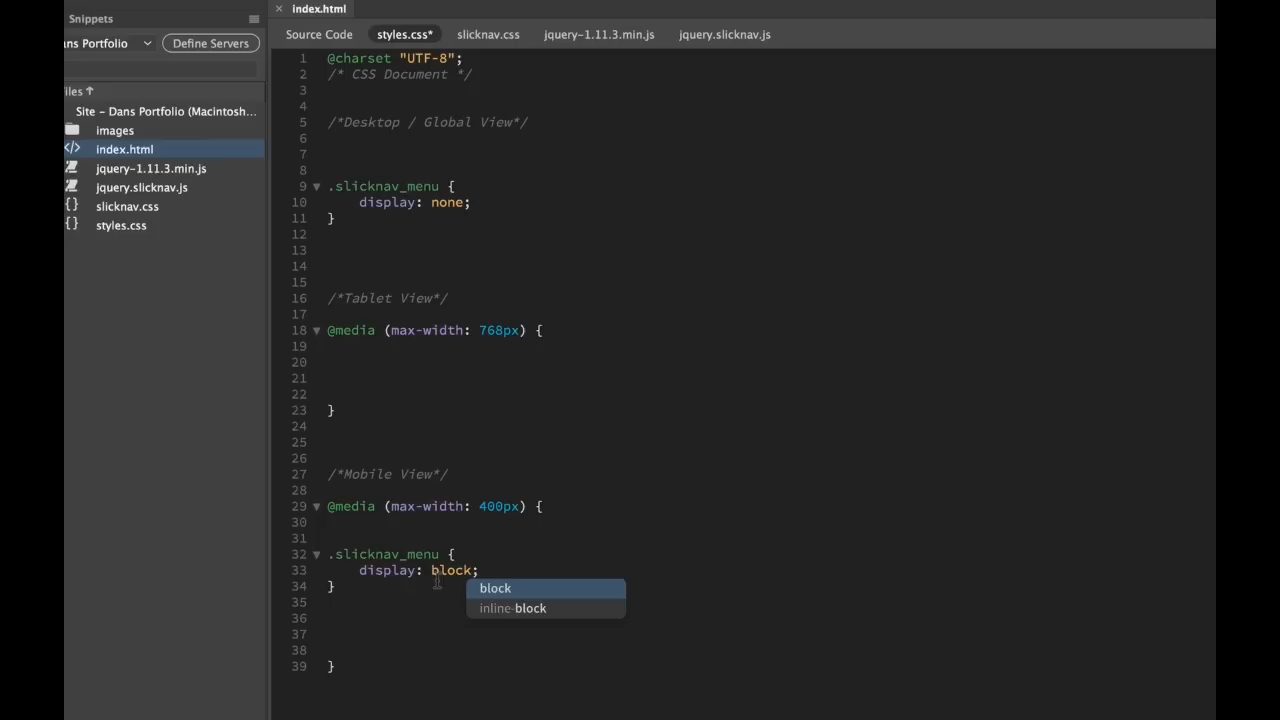 Snippets
index.html
ans Portfolio
Define Servers
Source Code
styles.css*
slicknav.css
jquery-1.11.3.min.js
jquery.slicknav.js
iles
Site – Dans Portfolio (Macintosh...
images
index.html
jquery-1.11.3.min.js
jquery.slicknav.js
slicknav.css
styles.css
1 @charset "UTF-8";
2 /* CSS Document */
3
4
5 /*Desktop / Global View*/
6
7
8
9 .slicknav_menu {
10 display: none;
11 }
12
13
14
15
16 /*Tablet View*/
17
18 @media (max-width: 768px) {
19
20
21
22
23 }
24
25
26
27 /*Mobile View*/
28
29 @media (max-width: 400px) {
30
31
32 .slicknav_menu {
33 display: block;
34 }
35
36
37
38
39 }
block
inline-block